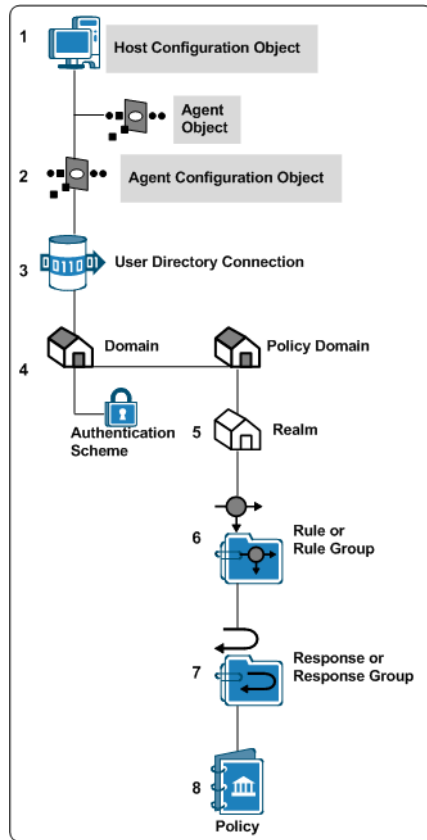 1
Host Configuration Object
Agent
Object
2
Agent Configuration Object
3
0110
User Directory Connection
4
Domain
Policy Domain
Authentication
Scheme
5
Realm
6
Rule or
Rule Group
7
Response or
Response Group
8
Policy